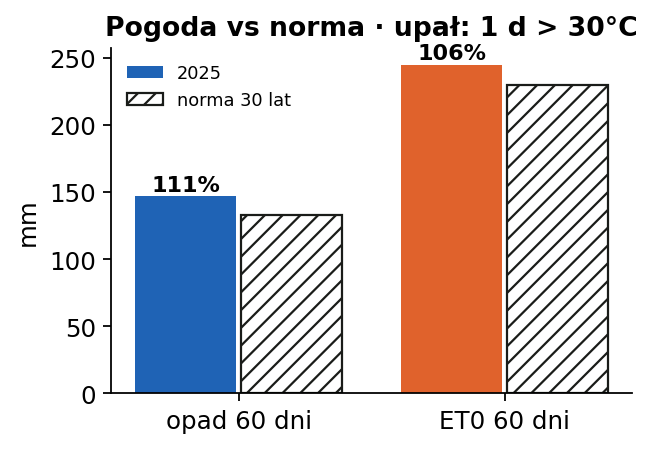 Pogoda vs norma · upał: 1 d > 30°C
mm
250
200
150
100
50
0
2025
norma 30 lat
111%
106%
opad 60 dni
ET0 60 dni